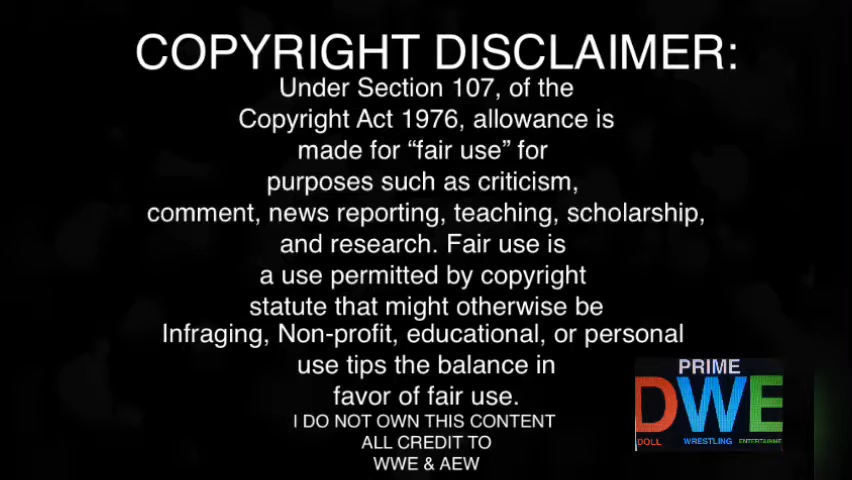 COPYRIGHT DISCLAIMER:
Under Section 107, of the
Copyright Act 1976, allowance is
made for “fair use” for
purposes such as criticism,
comment, news reporting, teaching, scholarship,
and research. Fair use is
a use permitted by copyright
statute that might otherwise be
Infraging, Non-profit, educational, or personal
use tips the balance in
favor of fair use.
I DO NOT OWN THIS CONTENT
ALL CREDIT TO
WWE & AEW
PRIME
DWE
DOLL WRESTLING